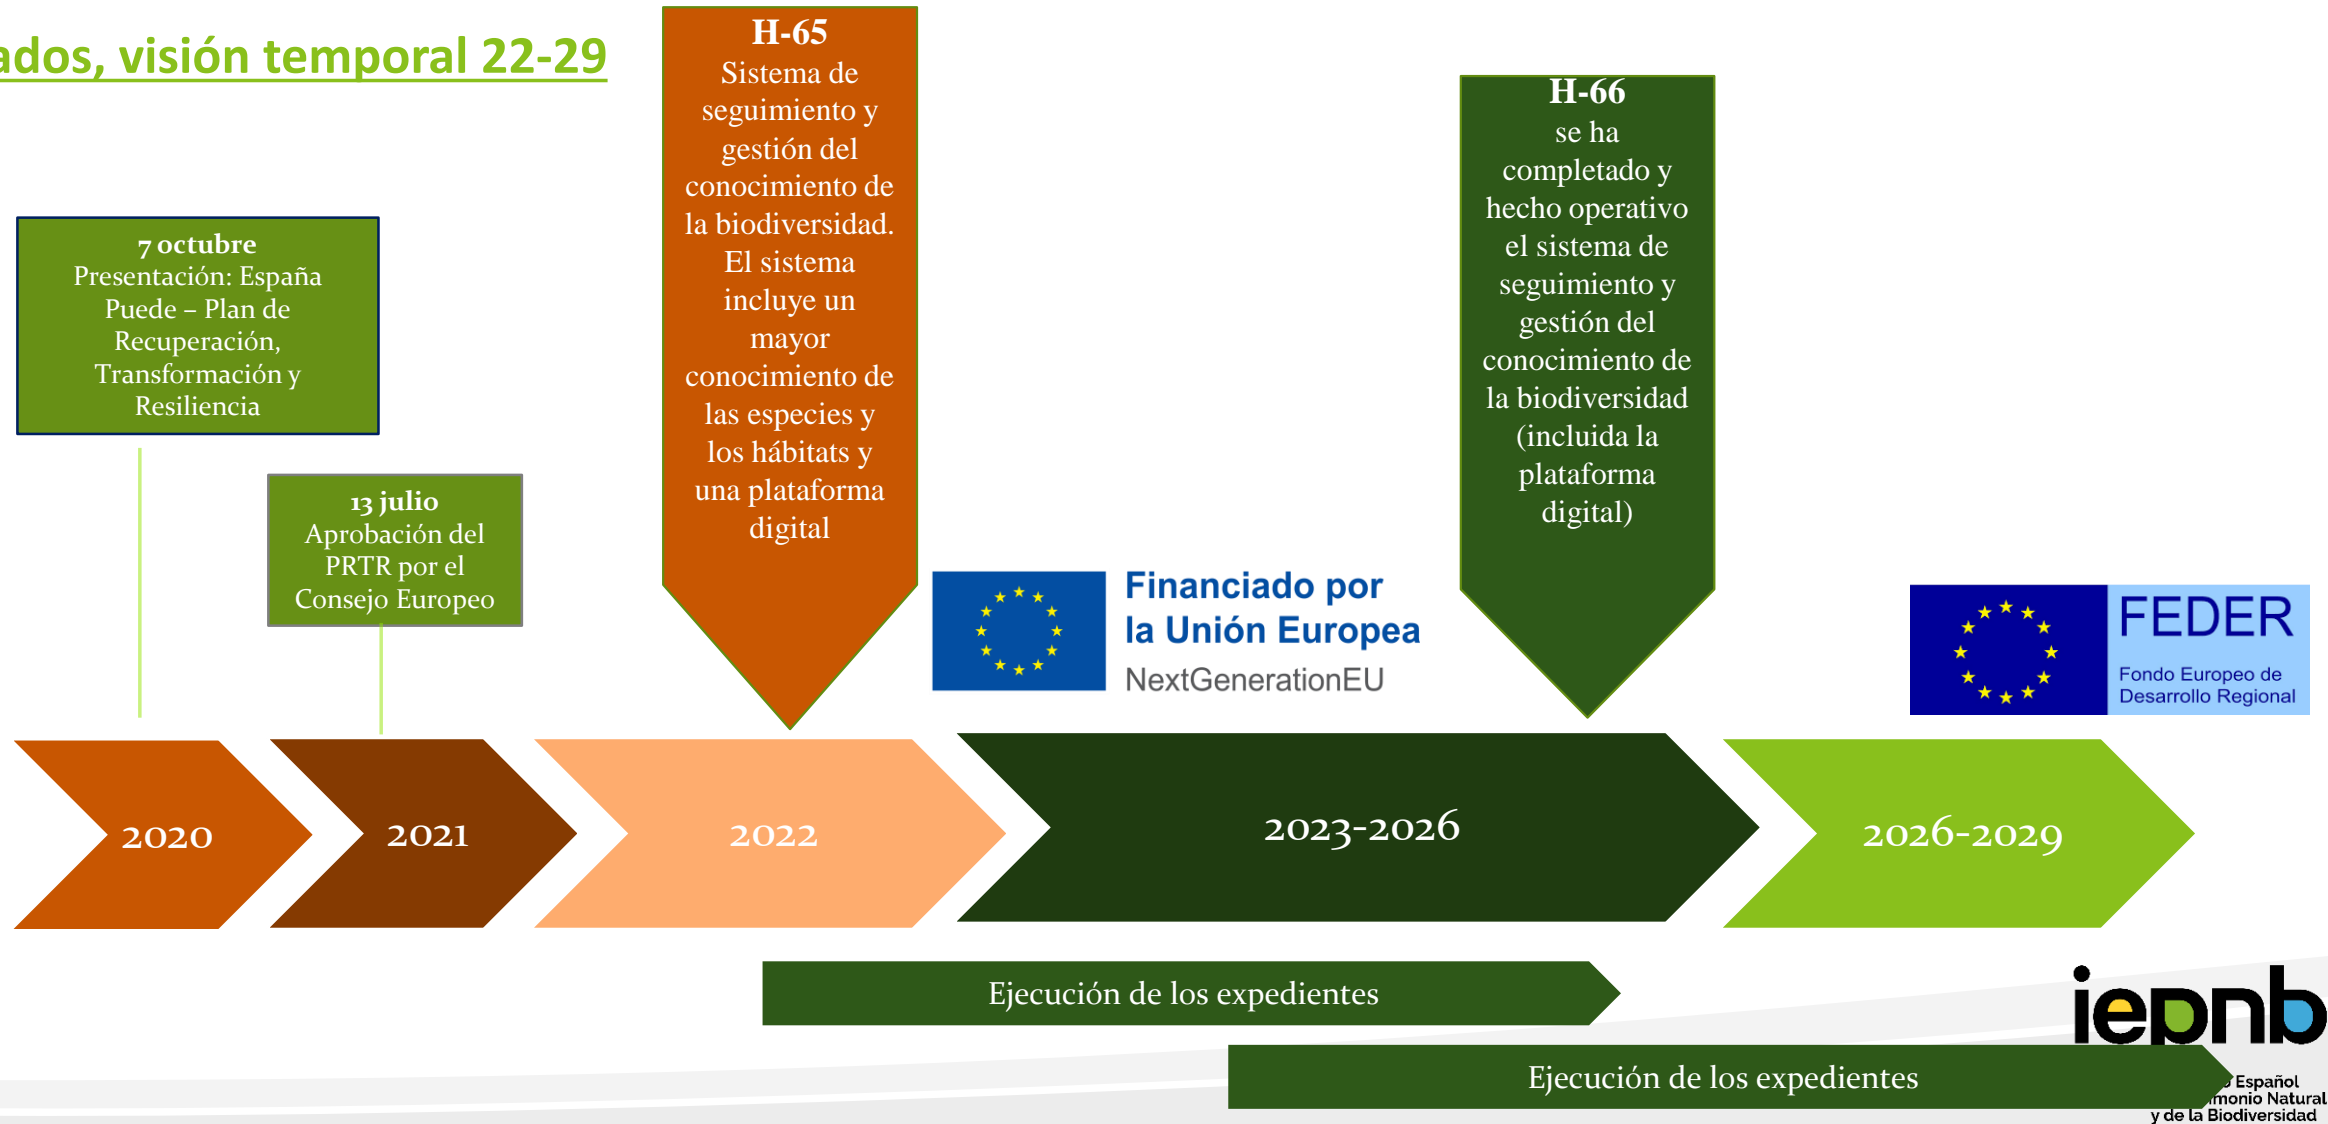 ados, visión temporal 22-29
7 octubre
Presentación: España
Puede – Plan de
Recuperación,
Transformación y
Resiliencia
13 julio
Aprobación del
PRTR por el
Consejo Europeo
H-65
Sistema de
seguimiento y
gestión del
conocimiento de
la biodiversidad.
El sistema
incluye un
mayor
conocimiento de
las especies y
los hábitats y
una plataforma
digital
Financiado por
la Unión Europea
NextGenerationEU
H-66
se ha
completado y
hecho operativo
el sistema de
seguimiento y
gestión del
conocimiento de
la biodiversidad
(incluida la
plataforma
digital)
FEDER
Fondo Europeo de
Desarrollo Regional
2020
2021
2022
2023-2026
2026-2029
Ejecución de los expedientes
Ejecución de los expedientes
iepnb
Español
monio Natural
y de la Biodiversidad